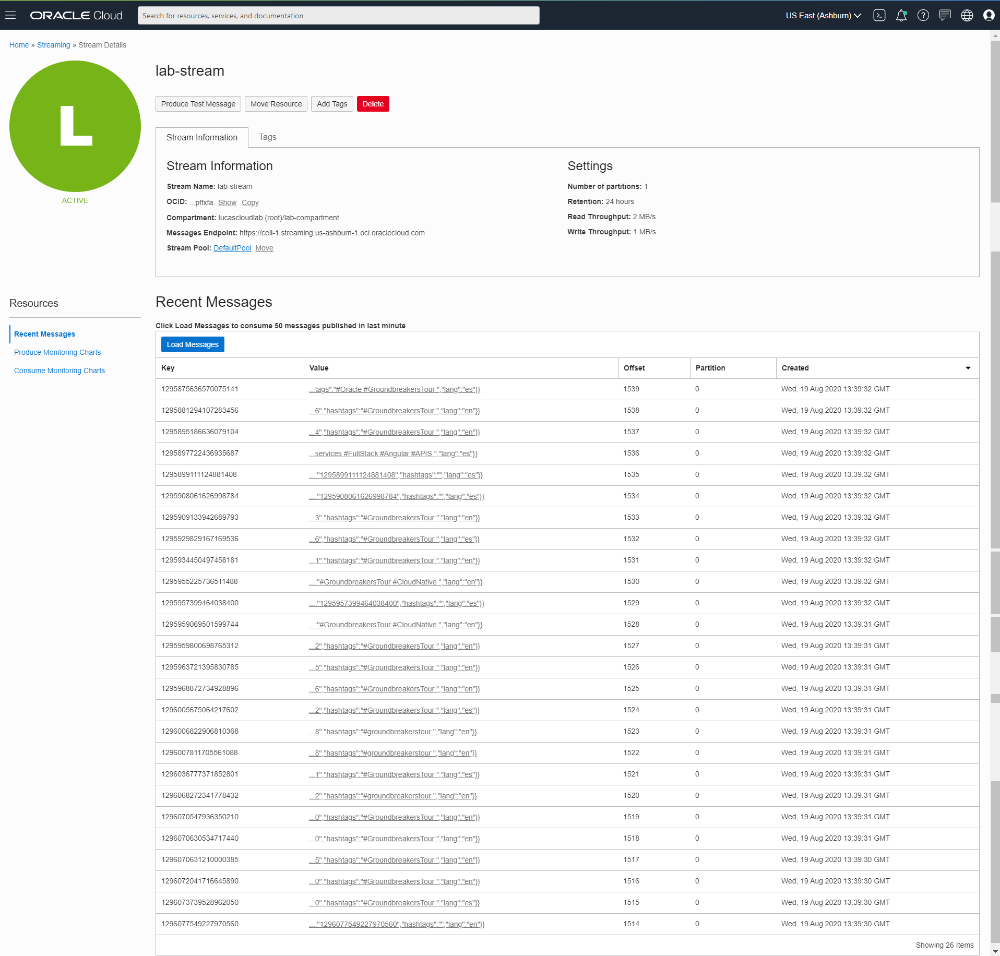 ORACLE Cloud
Search for resources, services, and documentation
US East (Ashburn)
Home » Streaming » Stream Details
L
ACTIVE
lab-stream
Produce Test Message Move Resource Add Tags Delete
Stream Information Tags
Stream Information
Stream Name: lab-stream
OCID: ...pffxfa Show Copy
Compartment: lucascloudlab (root)/lab-compartment
Messages Endpoint: https://cell-1.streaming.us-ashburn-1.oci.oraclecloud.com
Stream Pool: DefaultPool Move
Settings
Number of partitions: 1
Retention: 24 hours
Read Throughput: 2 MB/s
Write Throughput: 1 MB/s
Resources
Recent Messages
Produce Monitoring Charts
Consume Monitoring Charts
Recent Messages
Click Load Messages to consume 50 messages published in last minute
Load Messages
Key Value Offset Partition Created
1295875636570075141 ...tags":"#Oracle #GroundbreakersTour ","lang":"es"}} 1539 0 Wed, 19 Aug 2020 13:39:32 GMT
1295881294107283456 ...6","hashtags":"#GroundbreakersTour ","lang":"en"}} 1538 0 Wed, 19 Aug 2020 13:39:32 GMT
1295895186636079104 ...4","hashtags":"#GroundbreakersTour ","lang":"en"}} 1537 0 Wed, 19 Aug 2020 13:39:32 GMT
1295897722436935687 ...services #FullStack #Angular #APIS ","lang":"es"}} 1536 0 Wed, 19 Aug 2020 13:39:32 GMT
1295899111124881408 ...:"1295899111124881408","hashtags":"","lang":"es"}} 1535 0 Wed, 19 Aug 2020 13:39:32 GMT
1295908061626998784 ...:"1295908061626998784","hashtags":"","lang":"es"}} 1534 0 Wed, 19 Aug 2020 13:39:32 GMT
1295909133942689793 ...3","hashtags":"#GroundbreakersTour ","lang":"en"}} 1533 0 Wed, 19 Aug 2020 13:39:32 GMT
1295929829167169536 ...6","hashtags":"#GroundbreakersTour ","lang":"es"}} 1532 0 Wed, 19 Aug 2020 13:39:32 GMT
1295934450497458181 ...1","hashtags":"#GroundbreakersTour ","lang":"en"}} 1531 0 Wed, 19 Aug 2020 13:39:32 GMT
1295955225736511488 ...:"#GroundbreakersTour #CloudNative ","lang":"en"}} 1530 0 Wed, 19 Aug 2020 13:39:32 GMT
1295957399464038400 ...:"1295957399464038400","hashtags":"","lang":"es"}} 1529 0 Wed, 19 Aug 2020 13:39:32 GMT
1295959069501599744 ...:"#GroundbreakersTour #CloudNative ","lang":"en"}} 1528 0 Wed, 19 Aug 2020 13:39:31 GMT
1295959800698765312 ...2","hashtags":"#GroundbreakersTour ","lang":"en"}} 1527 0 Wed, 19 Aug 2020 13:39:31 GMT
1295963721395830785 ...5","hashtags":"#GroundbreakersTour ","lang":"en"}} 1526 0 Wed, 19 Aug 2020 13:39:31 GMT
1295968872734928896 ...6","hashtags":"#GroundbreakersTour ","lang":"en"}} 1525 0 Wed, 19 Aug 2020 13:39:31 GMT
1296005675064217602 ...2","hashtags":"#GroundbreakersTour ","lang":"es"}} 1524 0 Wed, 19 Aug 2020 13:39:31 GMT
1296006822906810368 ...8","hashtags":"#groundbreakerstour ","lang":"en"}} 1523 0 Wed, 19 Aug 2020 13:39:31 GMT
1296007811705561088 ...8","hashtags":"#groundbreakerstour ","lang":"en"}} 1522 0 Wed, 19 Aug 2020 13:39:31 GMT
1296036777371852801 ...1","hashtags":"#GroundbreakersTour ","lang":"es"}} 1521 0 Wed, 19 Aug 2020 13:39:31 GMT
1296068272341778432 ...2","hashtags":"#groundbreakerstour ","lang":"en"}} 1520 0 Wed, 19 Aug 2020 13:39:31 GMT
1296070547936350210 ...0","hashtags":"#GroundbreakersTour ","lang":"en"}} 1519 0 Wed, 19 Aug 2020 13:39:31 GMT
1296070630534717440 ...0","hashtags":"#GroundbreakersTour ","lang":"en"}} 1518 0 Wed, 19 Aug 2020 13:39:31 GMT
1296070631210000385 ...5","hashtags":"#GroundbreakersTour ","lang":"en"}} 1517 0 Wed, 19 Aug 2020 13:39:30 GMT
1296072041716645890 ...0","hashtags":"#GroundbreakersTour ","lang":"en"}} 1516 0 Wed, 19 Aug 2020 13:39:30 GMT
1296073739528962050 ...0","hashtags":"#GroundbreakersTour ","lang":"es"}} 1515 0 Wed, 19 Aug 2020 13:39:30 GMT
1296077549227970560 ...:"1296077549227970560","hashtags":"","lang":"en"}} 1514 0 Wed, 19 Aug 2020 13:39:30 GMT
Showing 26 Items